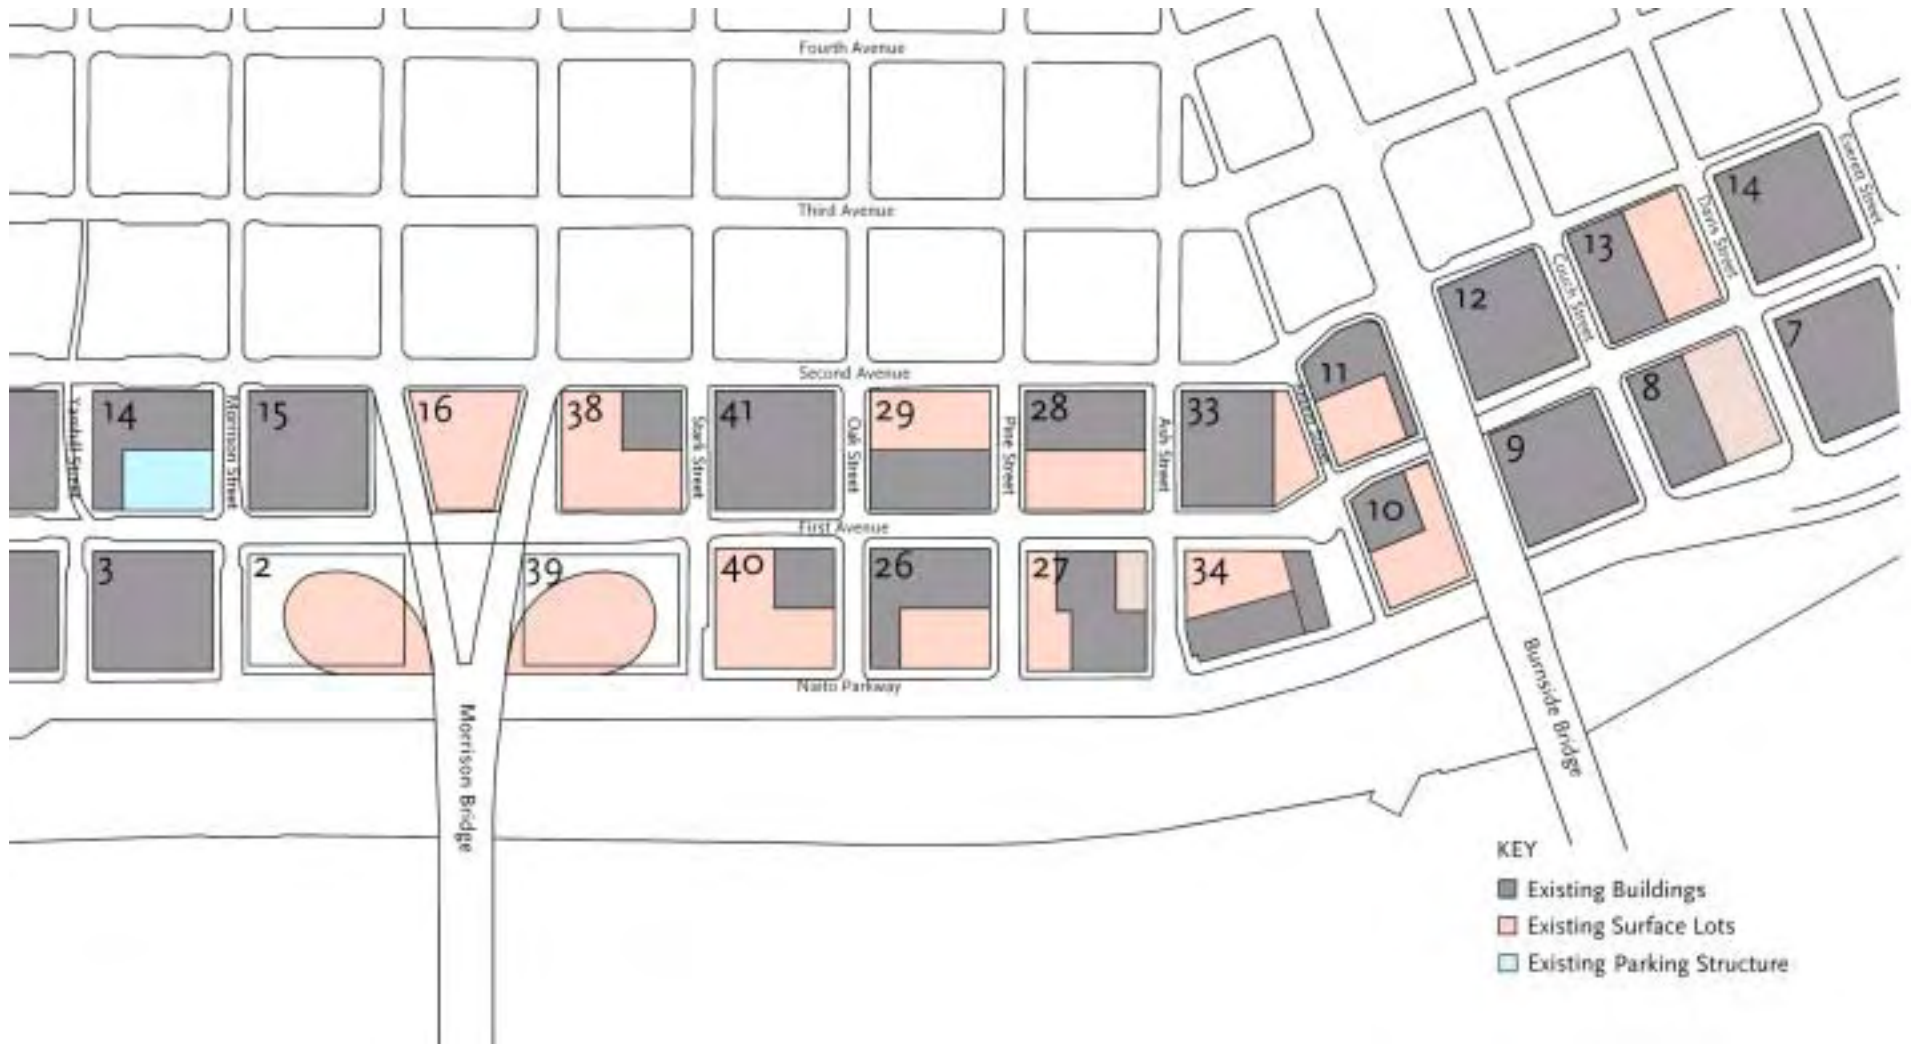 Fourth Avenue
Everett Street
14
Third Avenue
Davis Street
13
Couch Street
12
7
Second Avenue
11
8
Yamhill Street
14
Morrison Street
15
16
38
Stark Street
41
Oak Street
29
Pine Street
28
Ash Street
33
9
10
First Avenue
3
2
39
40
26
27
34
Naito Parkway
Burnside Bridge
Morrison Bridge
KEY
Existing Buildings
Existing Surface Lots
Existing Parking Structure